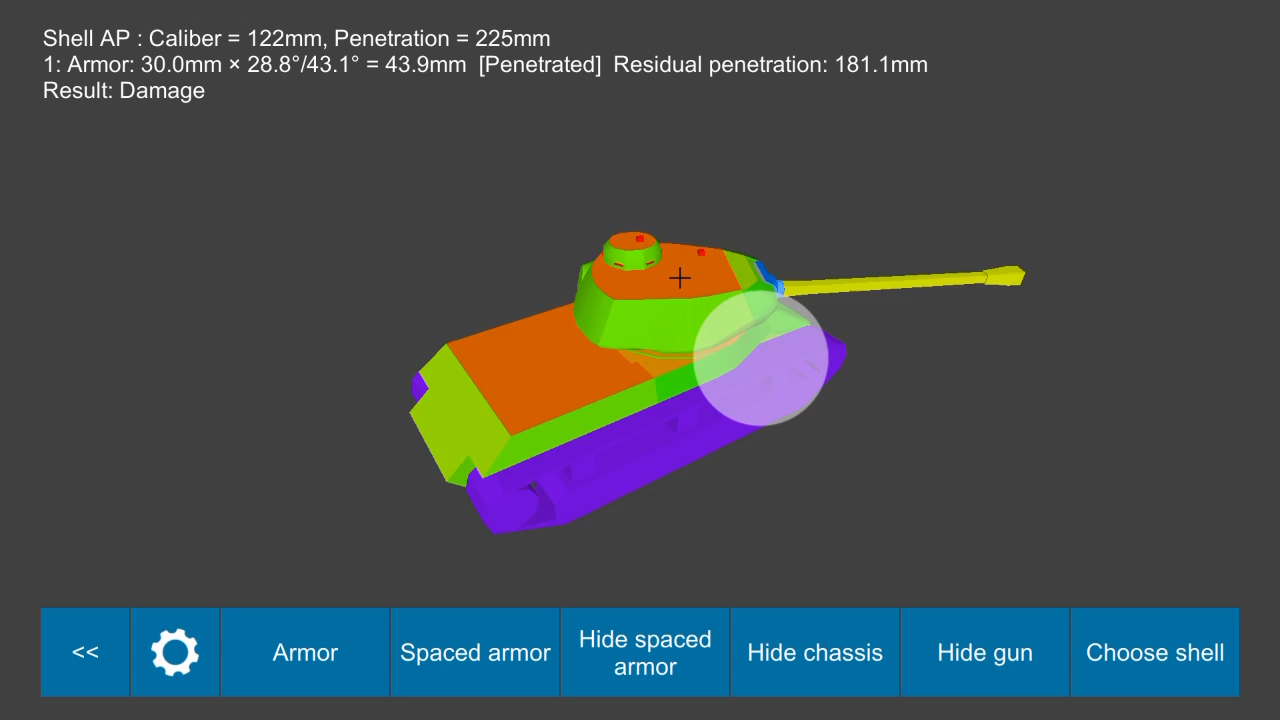 Shell AP : Caliber = 122mm, Penetration = 225mm
1: Armor: 30.0mm × 28.8°/43.1° = 43.9mm  [Penetrated]  Residual penetration: 181.1mm
Result: Damage
<<
Armor
Spaced armor
Hide spaced
armor
Hide chassis
Hide gun
Choose shell